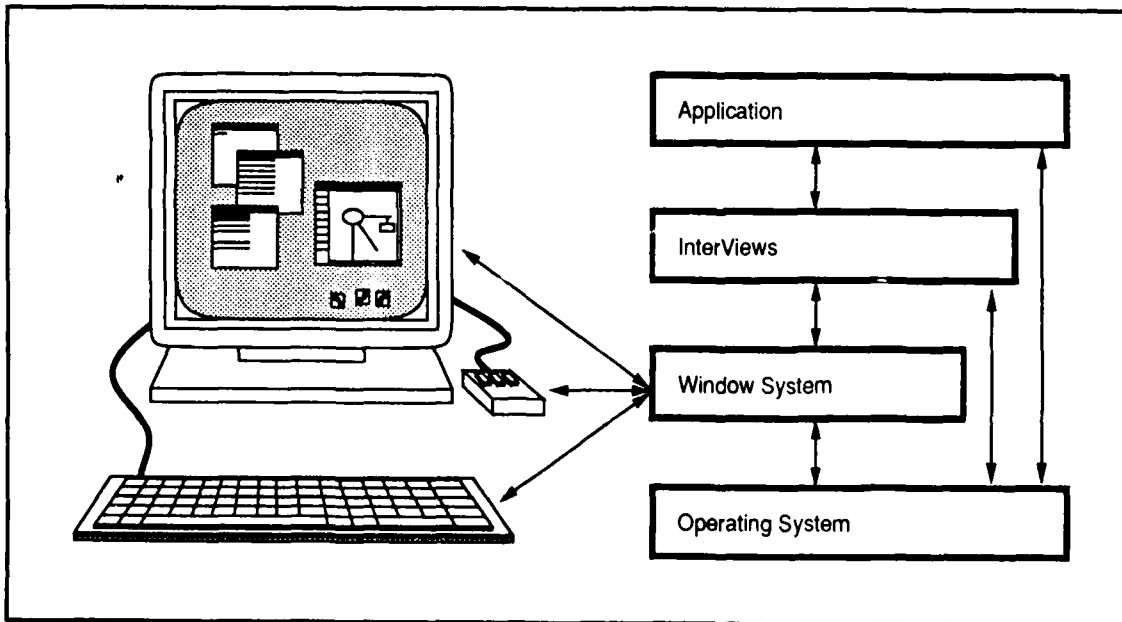 Application
InterViews
Window System
Operating System